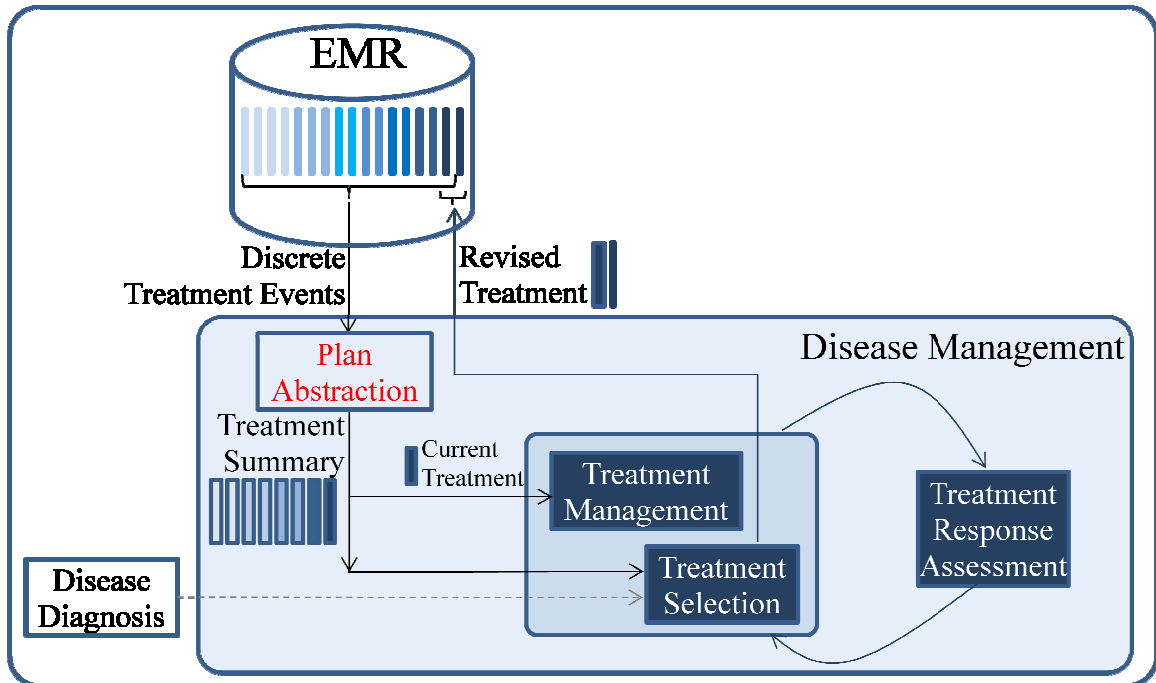 EMR
Discrete
Treatment Events
Revised
Treatment
Disease Management
Plan
Abstraction
Treatment
Summary
Current
Treatment
Treatment
Management
Treatment
Response
Assessment
Disease
Diagnosis
Treatment
Selection